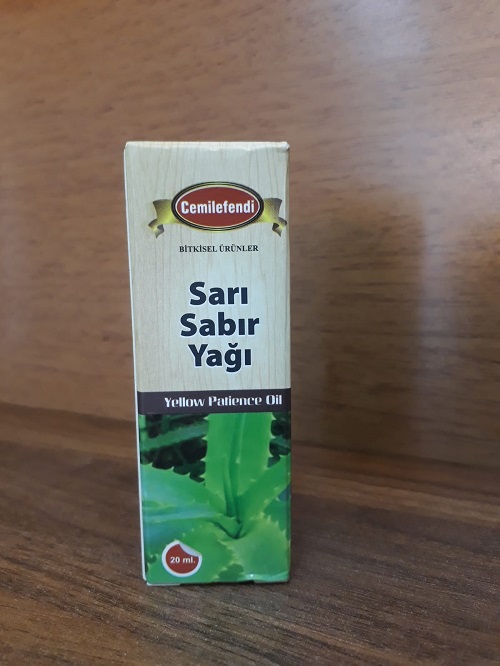 Cemilefendi
BİTKİSEL ÜRÜNLER
Sarı
Sabır
Yağı
Yellow Patience Oil
20 ml.